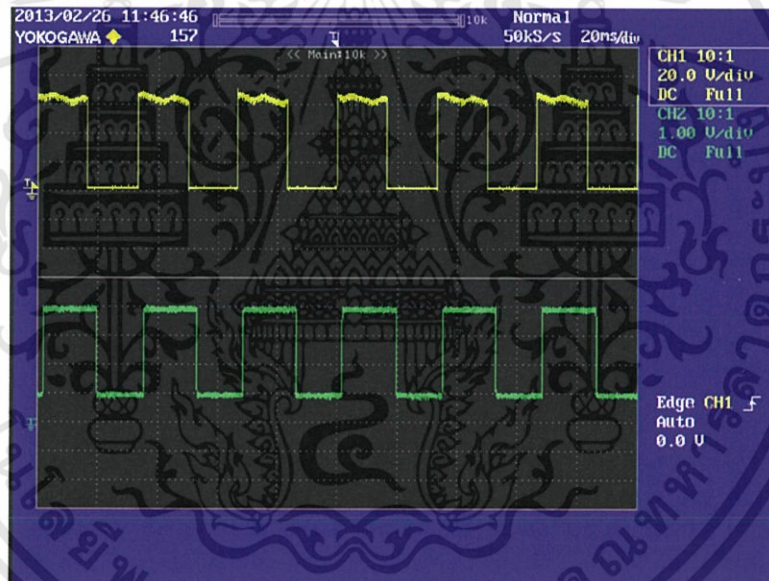 2013/02/26 11:46:46
Normal
10k
YOKOGAWA
157
50kS/s 20ms/div
<< Main:10k >>
CH1 10:1
20.0 V/div
DC Full
CH2 10:1
1.00 V/div
DC Full
T
T
Edge CH1
Auto
0.0 V